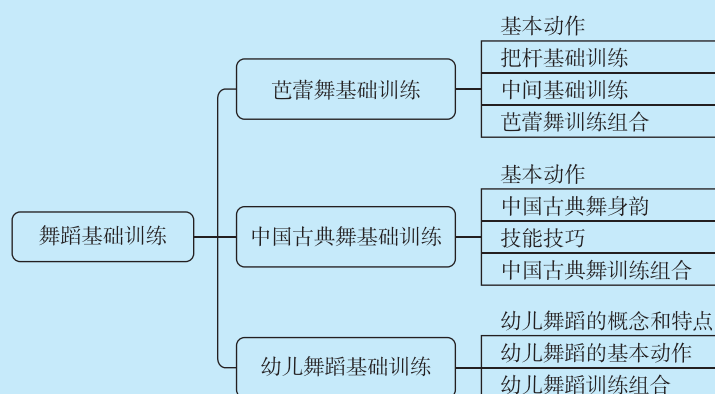 舞蹈基础训练
芭蕾舞基础训练
基本动作
把杆基础训练
中间基础训练
芭蕾舞训练组合
中国古典舞基础训练
基本动作
中国古典舞身韵
技能技巧
中国古典舞训练组合
幼儿舞蹈基础训练
幼儿舞蹈的概念和特点
幼儿舞蹈的基本动作
幼儿舞蹈训练组合